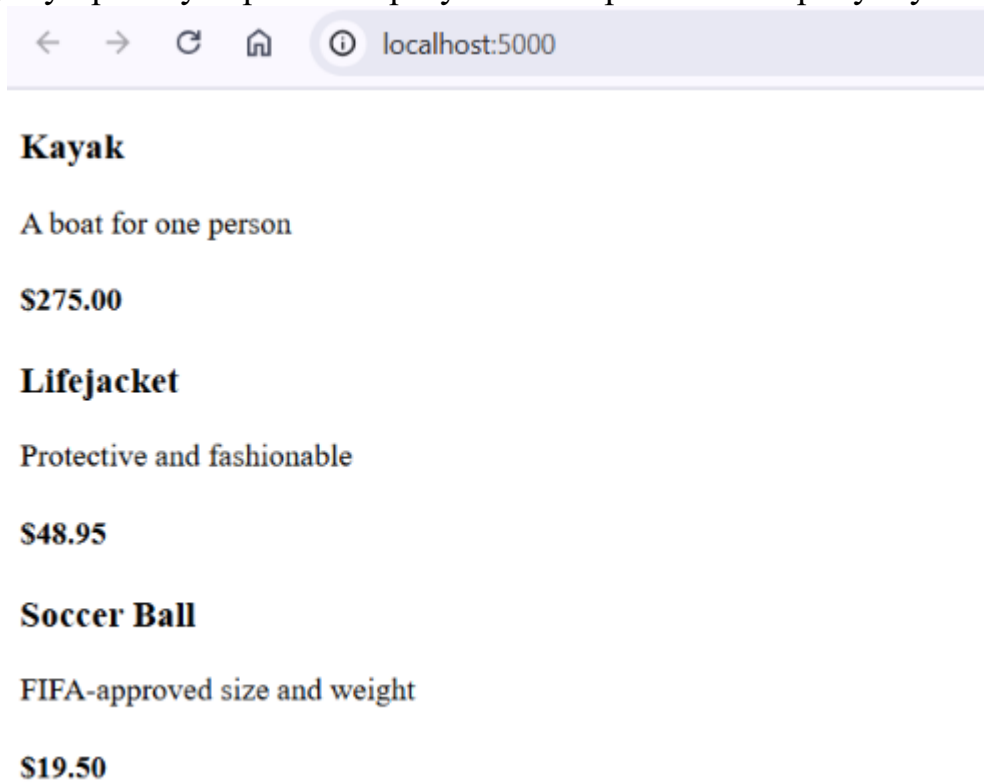 localhost:5000
Kayak
A boat for one person
$275.00
Lifejacket
Protective and fashionable
$48.95
Soccer Ball
FIFA-approved size and weight
$19.50